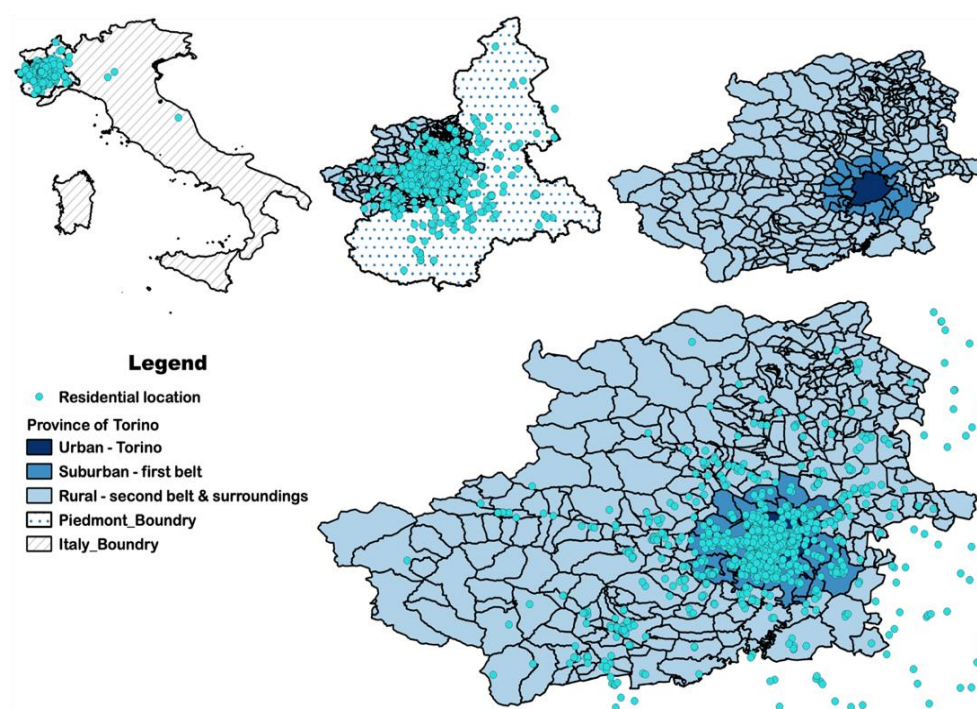 Legend
Residential location
Province of Torino
Urban - Torino
Suburban - first belt
Rural - second belt & surroundings
Piedmont_Boundry
Italy_Boundry